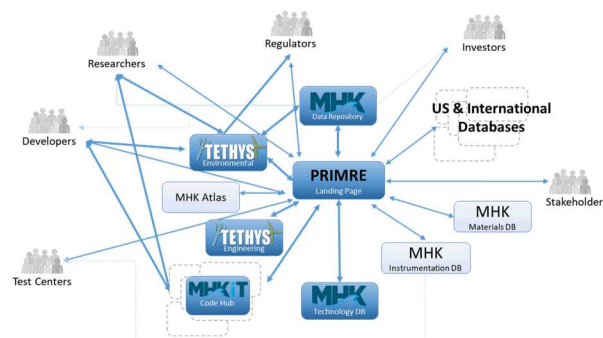 Regulators
Investors
Researchers
MHK
Data Repository
US & International
Databases
Developers
TETHYS
Environmental
PRIMRE
Landing Page
MHK Atlas
Stakeholder
MHK
Materials DB
TETHYS
Engineering
MHK
Instrumentation DB
Test Centers
MHKiT
Code Hub
MHK
Technology DB